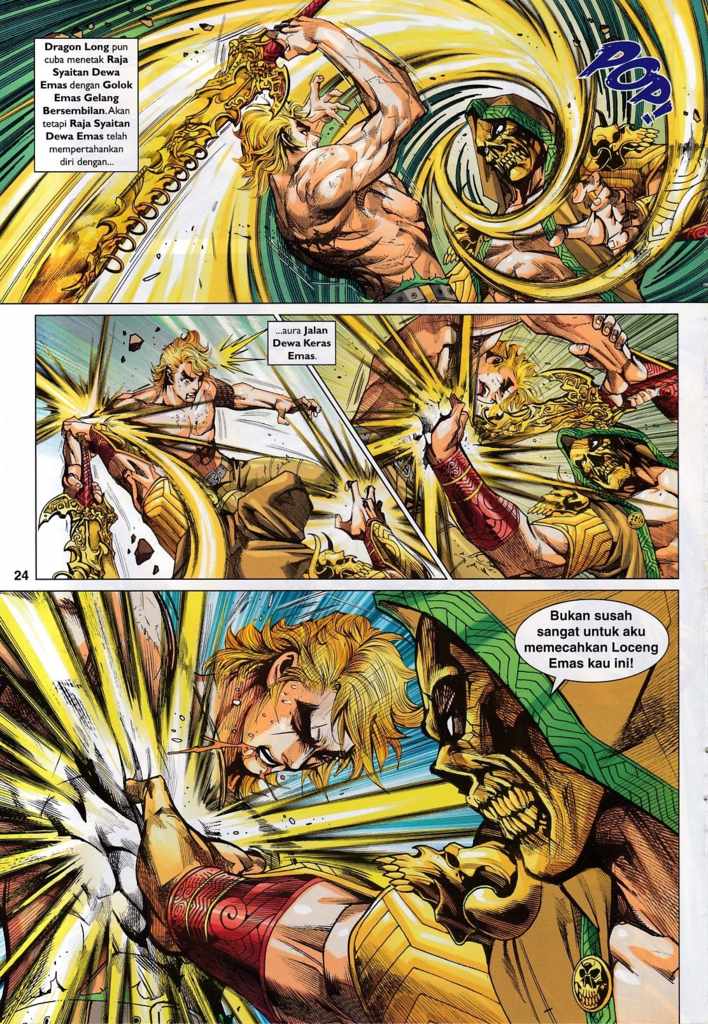 Dragon Long pun
cuba menetak Raja
Syaitan Dewa
Emas dengan Golok
Emas Gelang
Bersembilan. Akan
tetapi Raja Syaitan
Dewa Emas telah
mempertahankan
diri dengan...
POP!
...aura Jalan
Dewa Keras
Emas.
24
Bukan susah
sangat untuk aku
memecahkan Loceng
Emas kau ini!